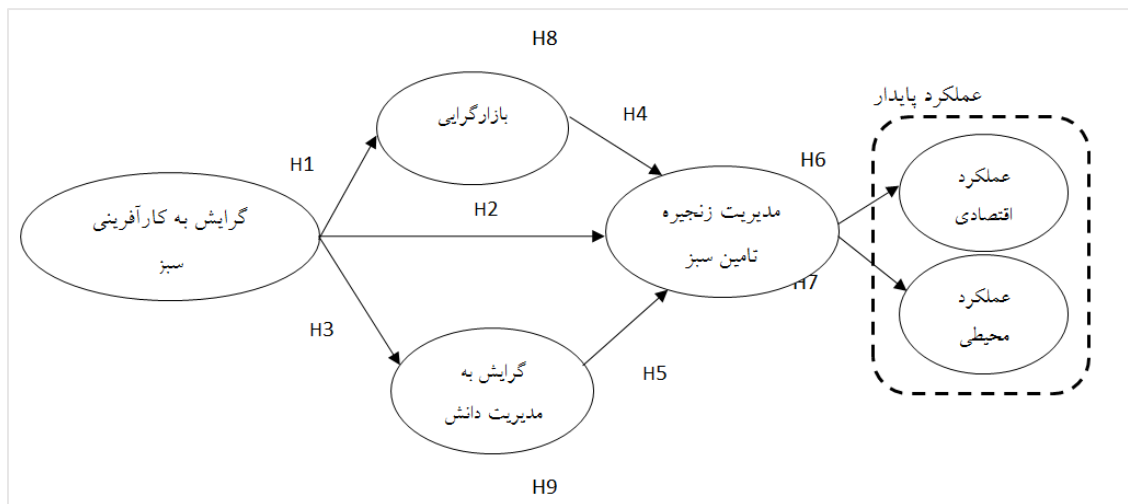 H8
عملکرد پایدار
بازارگرایی
H4
H1
H6
عملکرد
اقتصادی
گرایش به کارآفرینی
سبز
H2
مدیریت زنجیره
تامین سبز
H7
عملکرد
محیطی
H3
گرایش به
مدیریت دانش
H5
H9